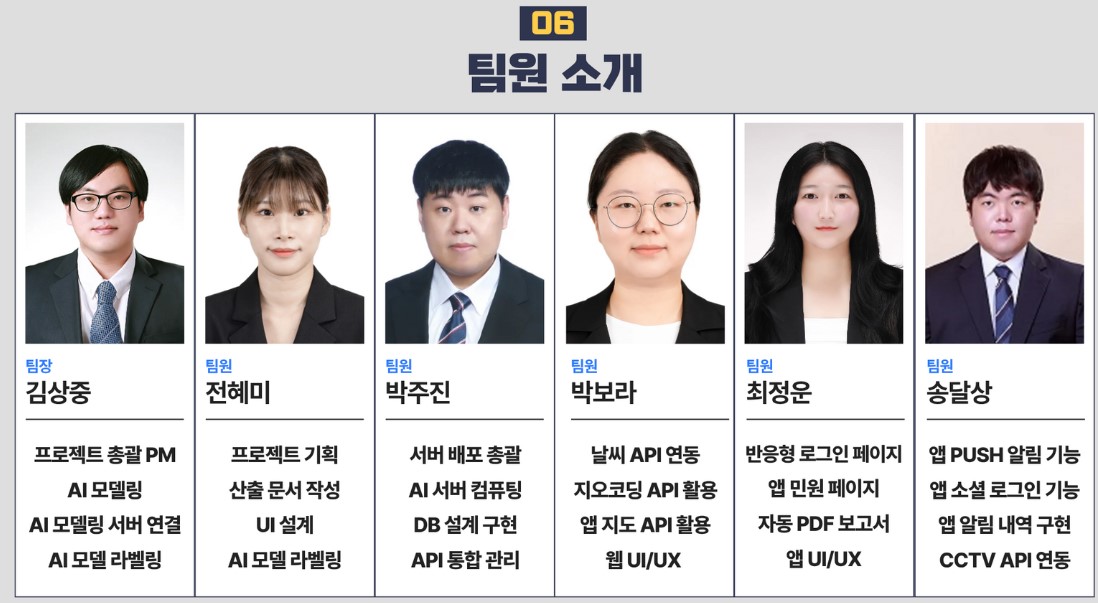 06
팀원 소개
팀장
김상중
프로젝트 총괄 PM
AI 모델링
AI 모델링 서버 연결
AI 모델 라벨링
팀원
전혜미
프로젝트 기획
산출 문서 작성
UI 설계
AI 모델 라벨링
팀원
박주진
서버 배포 총괄
AI 서버 컴퓨팅
DB 설계 구현
API 통합 관리
팀원
박보라
날씨 API 연동
지오코딩 API 활용
앱 지도 API 활용
웹 UI/UX
팀원
최정운
반응형 로그인 페이지
앱 민원 페이지
자동 PDF 보고서
앱 UI/UX
팀원
송달상
앱 PUSH 알림 기능
앱 소셜 로그인 기능
앱 알림 내역 구현
CCTV API 연동